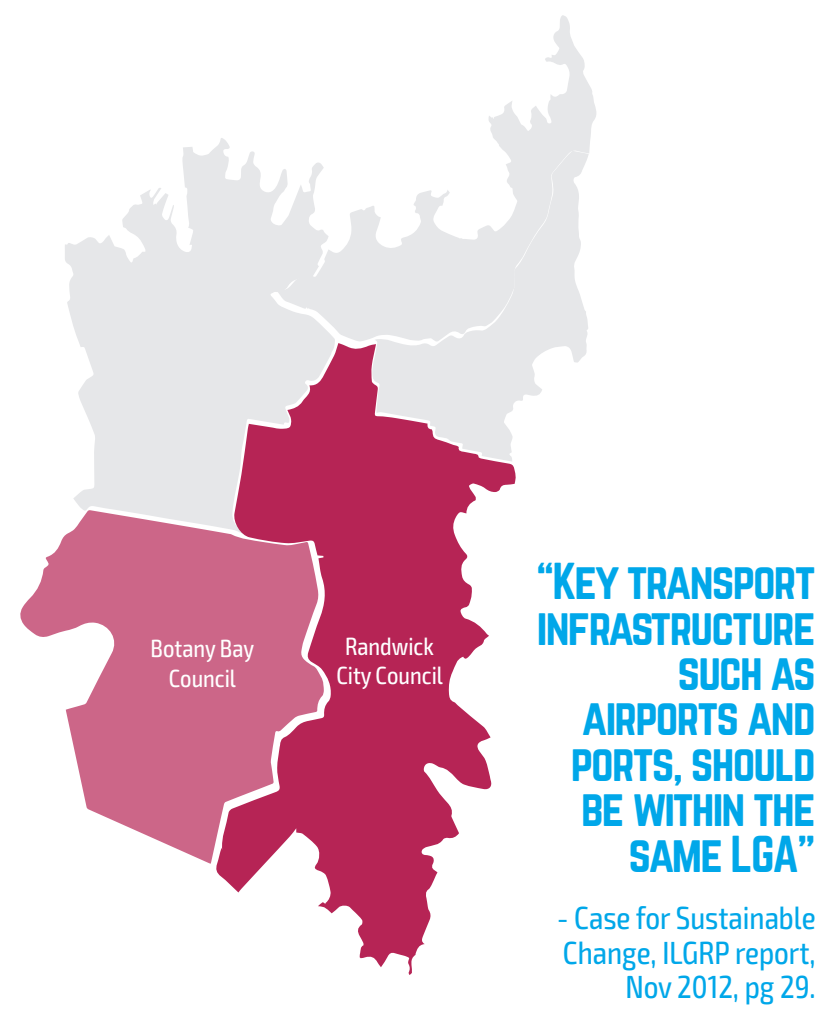 Botany Bay
Council
Randwick
City Council
“KEY TRANSPORT
INFRASTRUCTURE
SUCH AS
AIRPORTS AND
PORTS, SHOULD
BE WITHIN THE
SAME LGA”
- Case for Sustainable
Change, ILGRP report,
Nov 2012, pg 29.